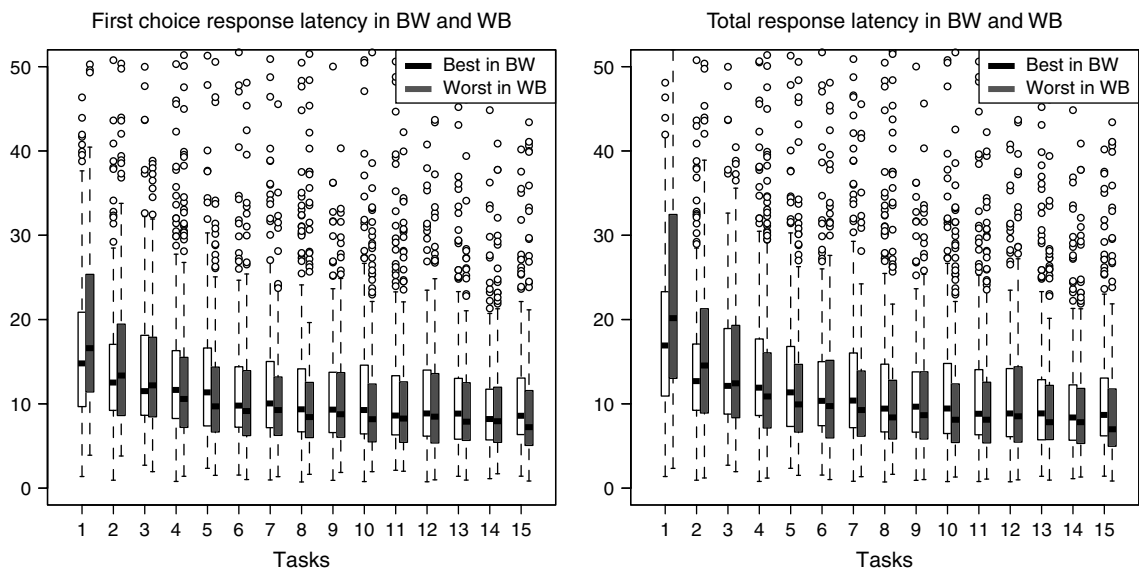 First choice response latency in BW and WB
50
40
30
20
10
0
Best in BW
Worst in WB
1 2 3 4 5 6 7 8 9 10 11 12 13 14 15
Tasks
Total response latency in BW and WB
50
40
30
20
10
0
Best in BW
Worst in WB
1 2 3 4 5 6 7 8 9 10 11 12 13 14 15
Tasks